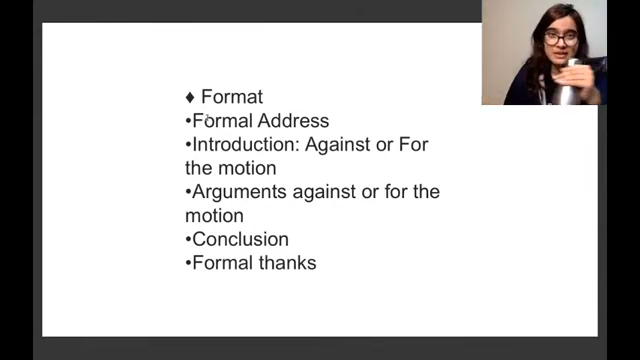 ♦ Format
•Formal Address
•Introduction: Against or For
the motion
•Arguments against or for the
motion
•Conclusion
•Formal thanks